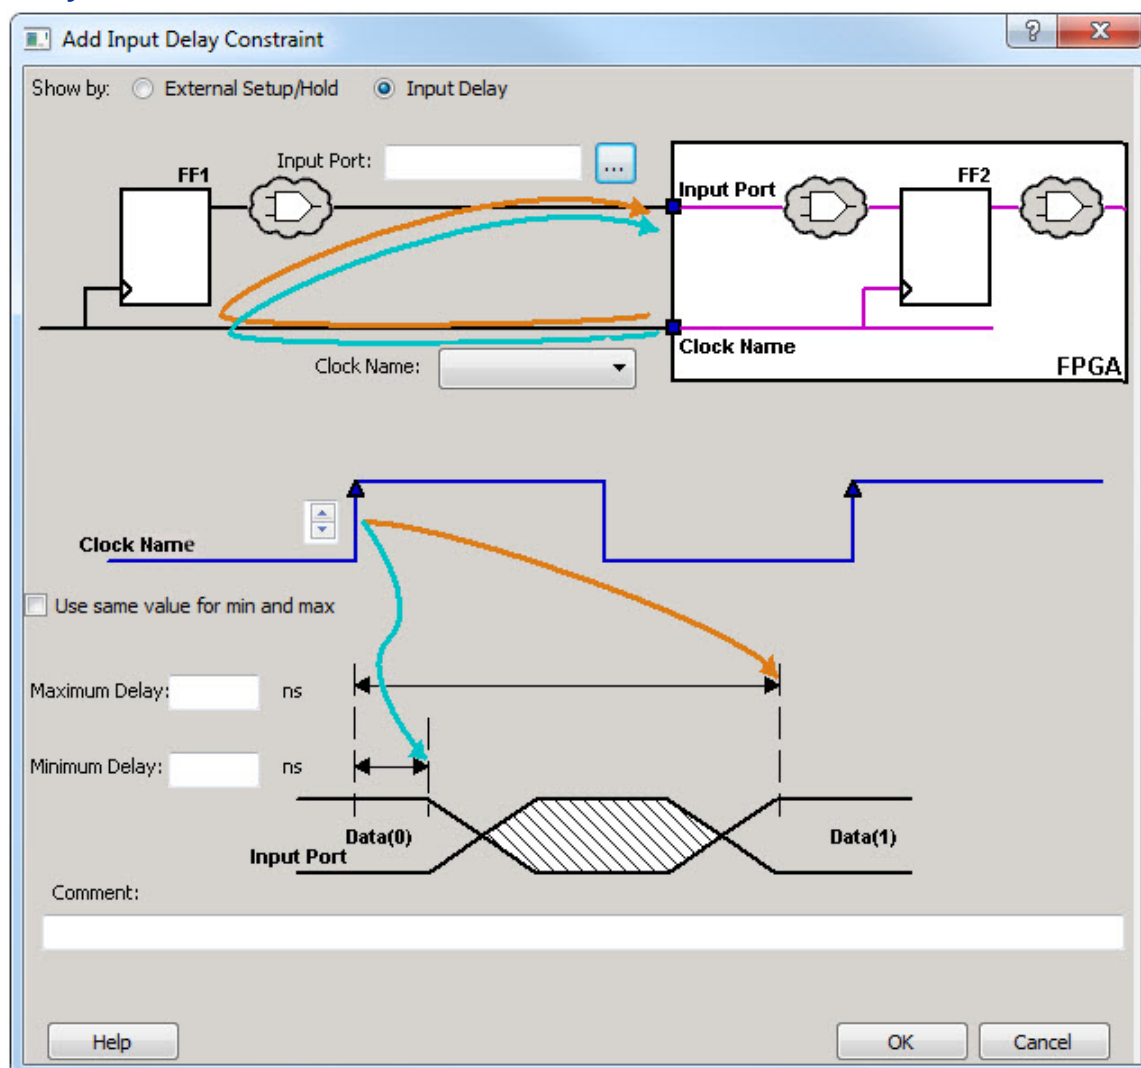 Add Input Delay Constraint
Show by: External Setup/Hold Input Delay
Input Port: ...
FF1
Input Port
FF2
Clock Name
Clock Name:
FPGA
Clock Name
Use same value for min and max
Maximum Delay: ns
Minimum Delay: ns
Data(0)
Data(1)
Input Port
Comment:
Help OK Cancel